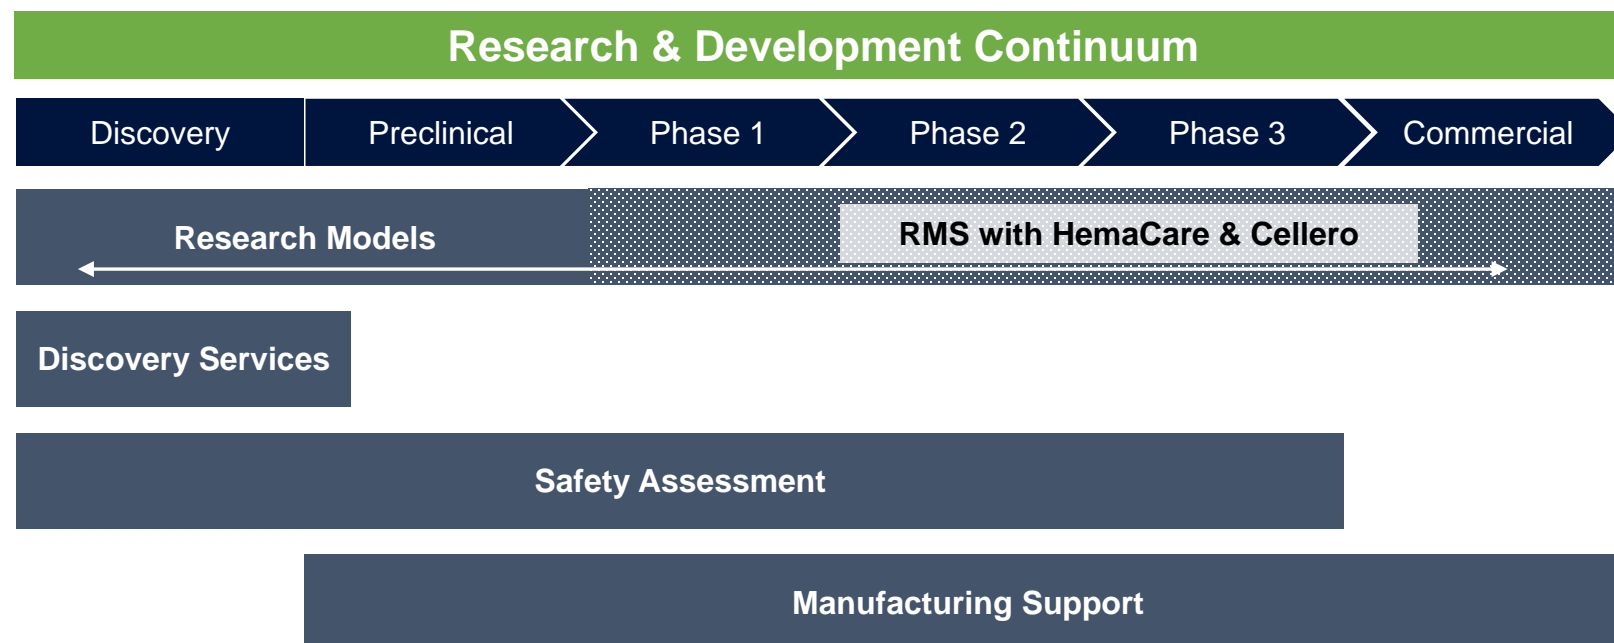 Research & Development Continuum
Discovery
Preclinical
Phase 1
Phase 2
Phase 3
Commercial
Research Models
RMS with HemaCare & Cellero
Discovery Services
Safety Assessment
Manufacturing Support